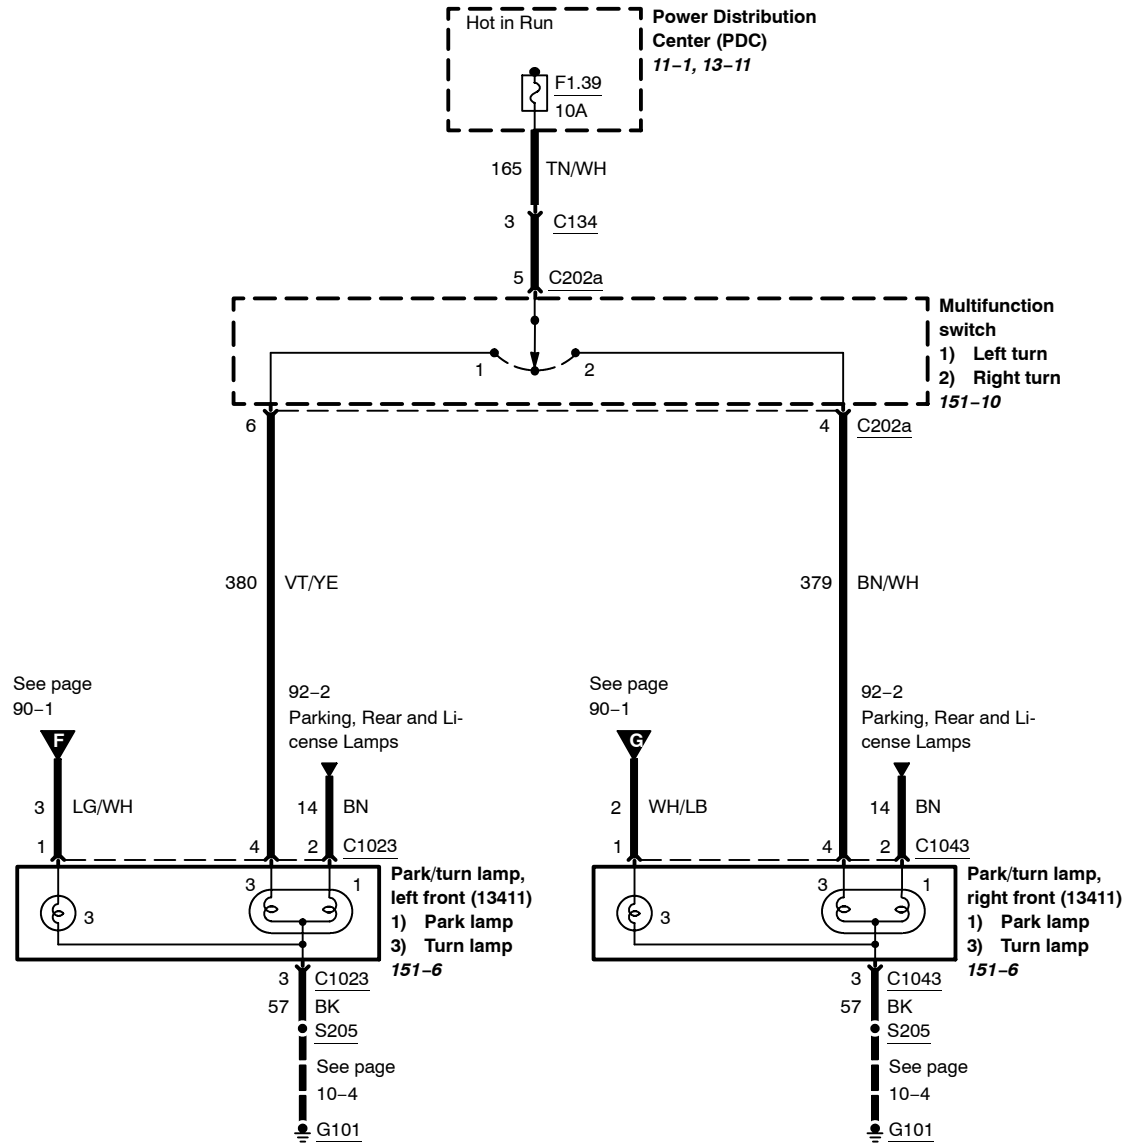 Hot in Run
Power Distribution
Center (PDC)
11–1, 13–11
F1.39
10A
165 TN/WH
3 C134
5 C202a
Multifunction
switch
1) Left turn
2) Right turn
151–10
1 2
6
4 C202a
380 VT/YE
379 BN/WH
See page
90–1
F
92–2
Parking, Rear and Li-
cense Lamps
See page
90–1
G
92–2
Parking, Rear and Li-
cense Lamps
3 LG/WH
14 BN
2 WH/LB
14 BN
1 4 2 C1023
1 4 2 C1043
3 3 1
Park/turn lamp,
left front (13411)
1) Park lamp
3) Turn lamp
151–6
3 3 1
Park/turn lamp,
right front (13411)
1) Park lamp
3) Turn lamp
151–6
3 C1023
57 BK
S205
See page
10–4
G101
3 C1043
57 BK
S205
See page
10–4
G101